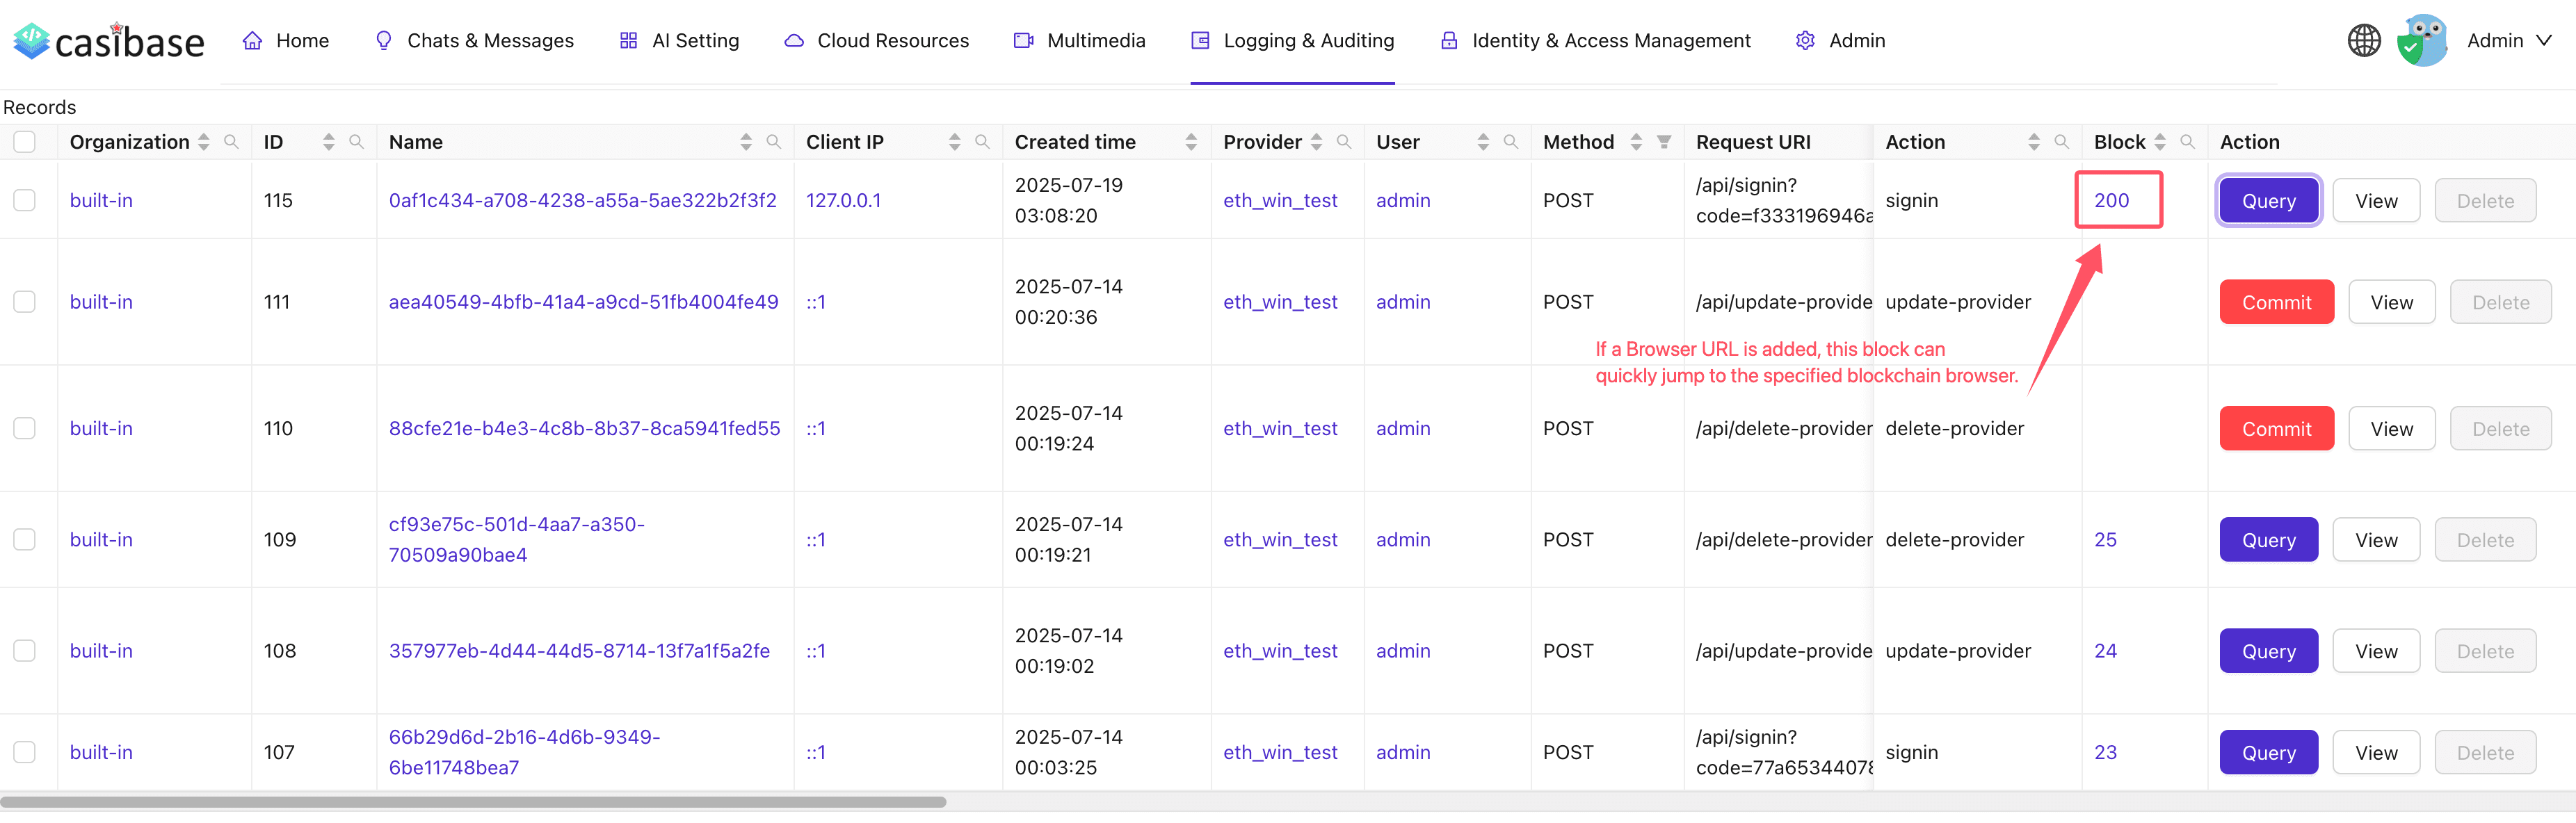 casibase Home Chats & Messages AI Setting Cloud Resources Multimedia Logging & Auditing Identity & Access Management Admin Admin
Records
Organization ID Name Client IP Created time Provider User Method Request URI Action Block Action
built-in 115 0af1c434-a708-4238-a55a-5ae322b2f3f2 127.0.0.1 2025-07-19 03:08:20 eth_win_test admin POST /api/signin? code=f333196946a signin 200 Query View Delete
built-in 111 aea40549-4bfb-41a4-a9cd-51fb4004fe49 ::1 2025-07-14 00:20:36 eth_win_test admin POST /api/update-provide update-provider Commit View Delete
If a Browser URL is added, this block can
quickly jump to the specified blockchain browser.
built-in 110 88cfe21e-b4e3-4c8b-8b37-8ca5941fed55 ::1 2025-07-14 00:19:24 eth_win_test admin POST /api/delete-provider delete-provider Commit View Delete
built-in 109 cf93e75c-501d-4aa7-a350-70509a90bae4 ::1 2025-07-14 00:19:21 eth_win_test admin POST /api/delete-provider delete-provider 25 Query View Delete
built-in 108 357977eb-4d44-44d5-8714-13f7a1f5a2fe ::1 2025-07-14 00:19:02 eth_win_test admin POST /api/update-provide update-provider 24 Query View Delete
built-in 107 66b29d6d-2b16-4d6b-9349-6be11748bea7 ::1 2025-07-14 00:03:25 eth_win_test admin POST /api/signin? code=77a65344078 signin 23 Query View Delete